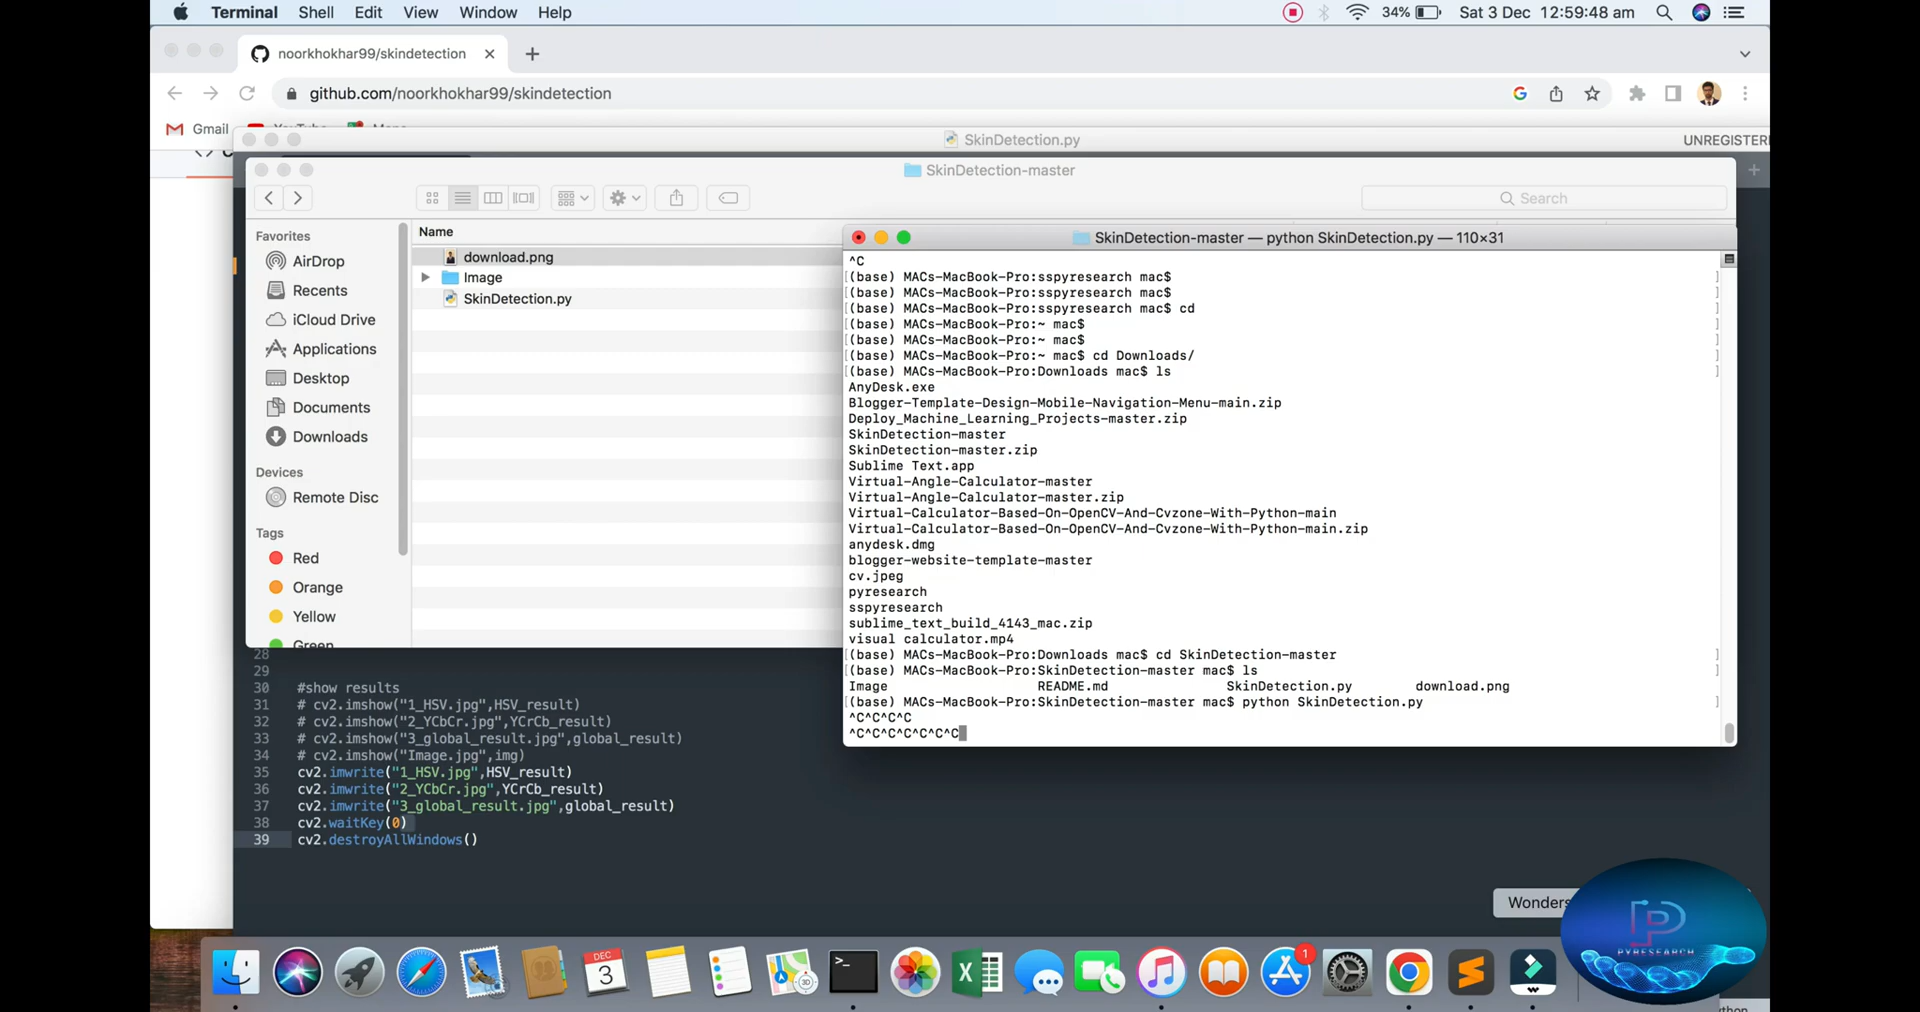 Terminal Shell Edit View Window Help 34% Sat 3 Dec 12:59:48 am
noorkhokhar99/skindetection
github.com/noorkhokhar99/skindetection
Gmail YouTube Maps
SkinDetection.py UNREGISTER
SkinDetection-master
Search
Favorites
AirDrop
Recents
iCloud Drive
Applications
Desktop
Documents
Downloads
Devices
Remote Disc
Tags
Red
Orange
Yellow
Green
Name
download.png
Image
SkinDetection.py
SkinDetection-master — python SkinDetection.py — 110×31
^C
(base) MACs-MacBook-Pro:sspyresearch mac$
(base) MACs-MacBook-Pro:sspyresearch mac$
(base) MACs-MacBook-Pro:sspyresearch mac$ cd
(base) MACs-MacBook-Pro:~ mac$
(base) MACs-MacBook-Pro:~ mac$
(base) MACs-MacBook-Pro:~ mac$ cd Downloads/
(base) MACs-MacBook-Pro:Downloads mac$ ls
AnyDesk.exe
Blogger-Template-Design-Mobile-Navigation-Menu-main.zip
Deploy_Machine_Learning_Projects-master.zip
SkinDetection-master
SkinDetection-master.zip
Sublime Text.app
Virtual-Angle-Calculator-master
Virtual-Angle-Calculator-master.zip
Virtual-Calculator-Based-On-OpenCV-And-Cvzone-With-Python-main
Virtual-Calculator-Based-On-OpenCV-And-Cvzone-With-Python-main.zip
anydesk.dmg
blogger-website-template-master
cv.jpeg
pyresearch
sspyresearch
sublime_text_build_4143_mac.zip
visual calculator.mp4
(base) MACs-MacBook-Pro:Downloads mac$ cd SkinDetection-master
(base) MACs-MacBook-Pro:SkinDetection-master mac$ ls
Image README.md SkinDetection.py download.png
(base) MACs-MacBook-Pro:SkinDetection-master mac$ python SkinDetection.py
^C^C^C^C
^C^C^C^C^C^C^C
28
29
30 #show results
31 # cv2.imshow("1_HSV.jpg",HSV_result)
32 # cv2.imshow("2_YCbCr.jpg",YCrCb_result)
33 # cv2.imshow("3_global_result.jpg",global_result)
34 # cv2.imshow("Image.jpg",img)
35 cv2.imwrite("1_HSV.jpg",HSV_result)
36 cv2.imwrite("2_YCbCr.jpg",YCrCb_result)
37 cv2.imwrite("3_global_result.jpg",global_result)
38 cv2.waitKey(0)
39 cv2.destroyAllWindows()
Wonders
PYRESEARCH
DEC
3
3D
1